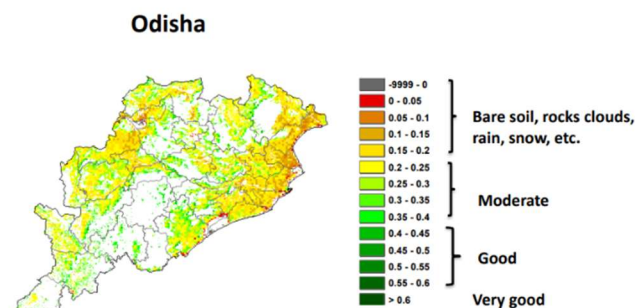 Odisha
-9999 - 0
0 - 0.05
0.05 - 0.1
0.1 - 0.15
0.15 - 0.2
0.2 - 0.25
0.25 - 0.3
0.3 - 0.35
0.35 - 0.4
0.4 - 0.45
0.45 - 0.5
0.5 - 0.55
0.55 - 0.6
> 0.6
Bare soil, rocks clouds,
rain, snow, etc.
Moderate
Good
Very good